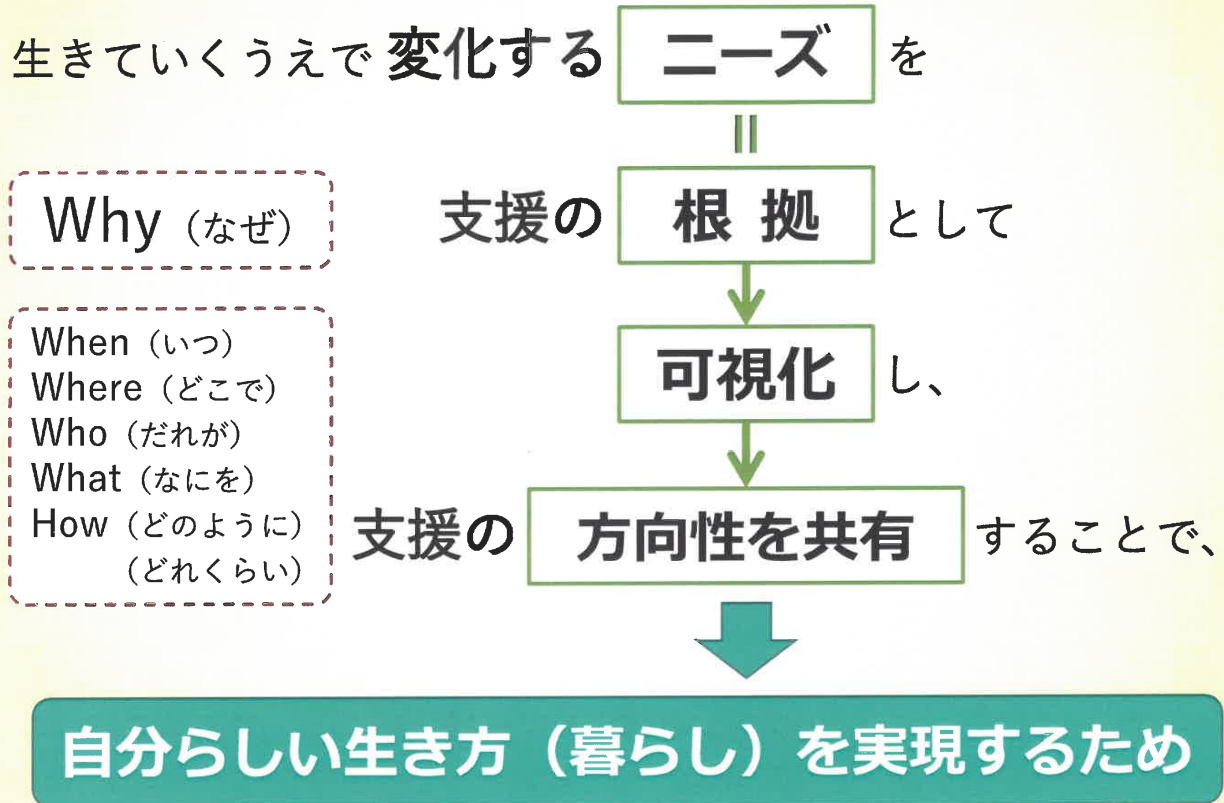 生きていくうえで 変化する ニーズ を
＝
Why（なぜ）
支援の 根 拠 として
When（いつ）
Where（どこで）
Who（だれが）
What（なにを）
How（どのように）
（どれくらい）
可視化 し、
支援の 方向性を共有 することで、
自分らしい生き方（暮らし）を実現するため